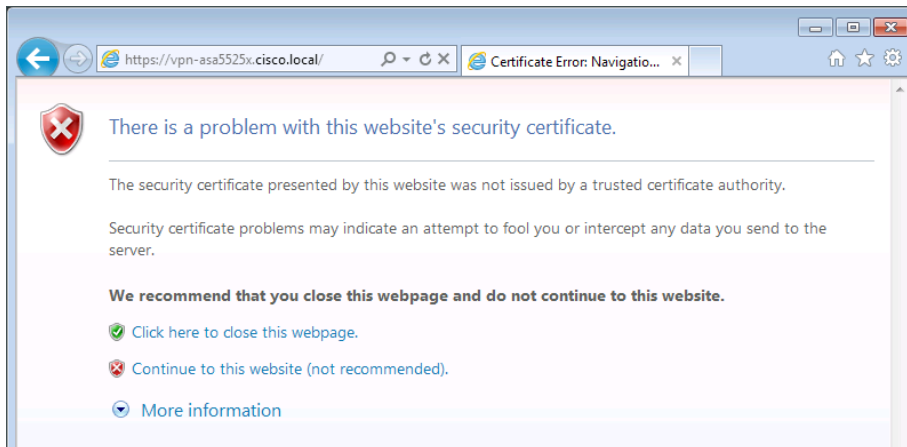 https://vpn-asa5525x.cisco.local/
Certificate Error: Navigatio...
There is a problem with this website's security certificate.
The security certificate presented by this website was not issued by a trusted certificate authority.
Security certificate problems may indicate an attempt to fool you or intercept any data you send to the
server.
We recommend that you close this webpage and do not continue to this website.
Click here to close this webpage.
Continue to this website (not recommended).
More information